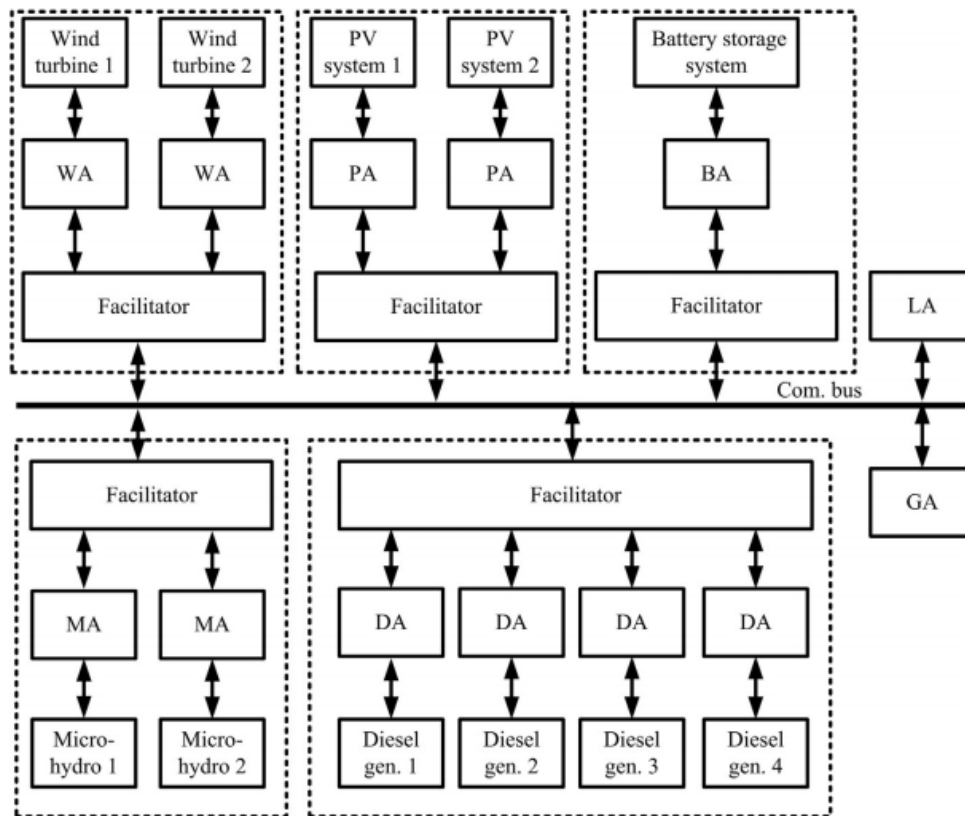 Wind
turbine 1
Wind
turbine 2
PV
system 1
PV
system 2
Battery storage
system
WA
WA
PA
PA
BA
Facilitator
Facilitator
Facilitator
LA
Com. bus
Facilitator
Facilitator
GA
MA
MA
DA
DA
DA
DA
Micro-
hydro 1
Micro-
hydro 2
Diesel
gen. 1
Diesel
gen. 2
Diesel
gen. 3
Diesel
gen. 4